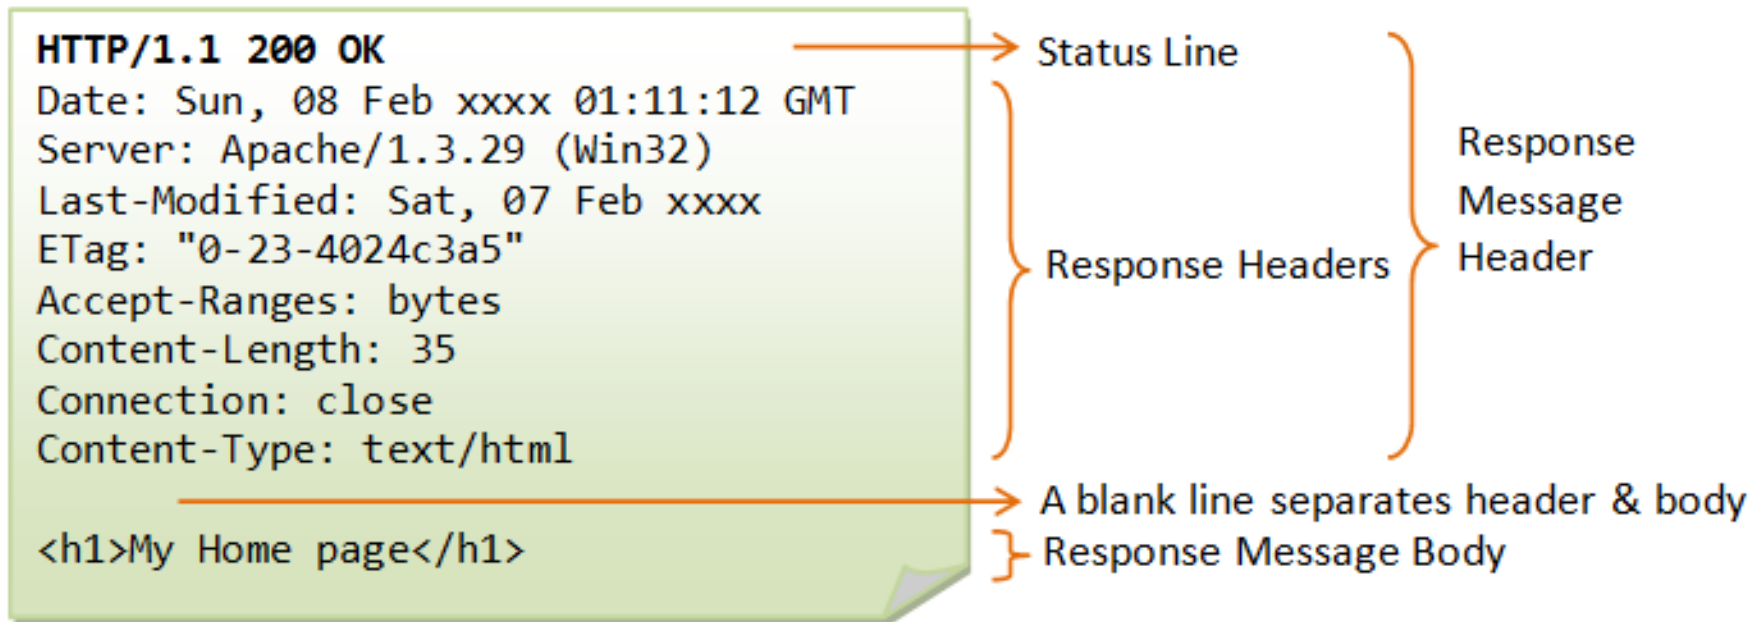 HTTP/1.1 200 OK
Date: Sun, 08 Feb xxxx 01:11:12 GMT
Server: Apache/1.3.29 (Win32)
Last-Modified: Sat, 07 Feb xxxx
ETag: "0-23-4024c3a5"
Accept-Ranges: bytes
Content-Length: 35
Connection: close
Content-Type: text/html
<h1>My Home page</h1>
Status Line
Response Headers
Response
Message
Header
A blank line separates header & body
Response Message Body